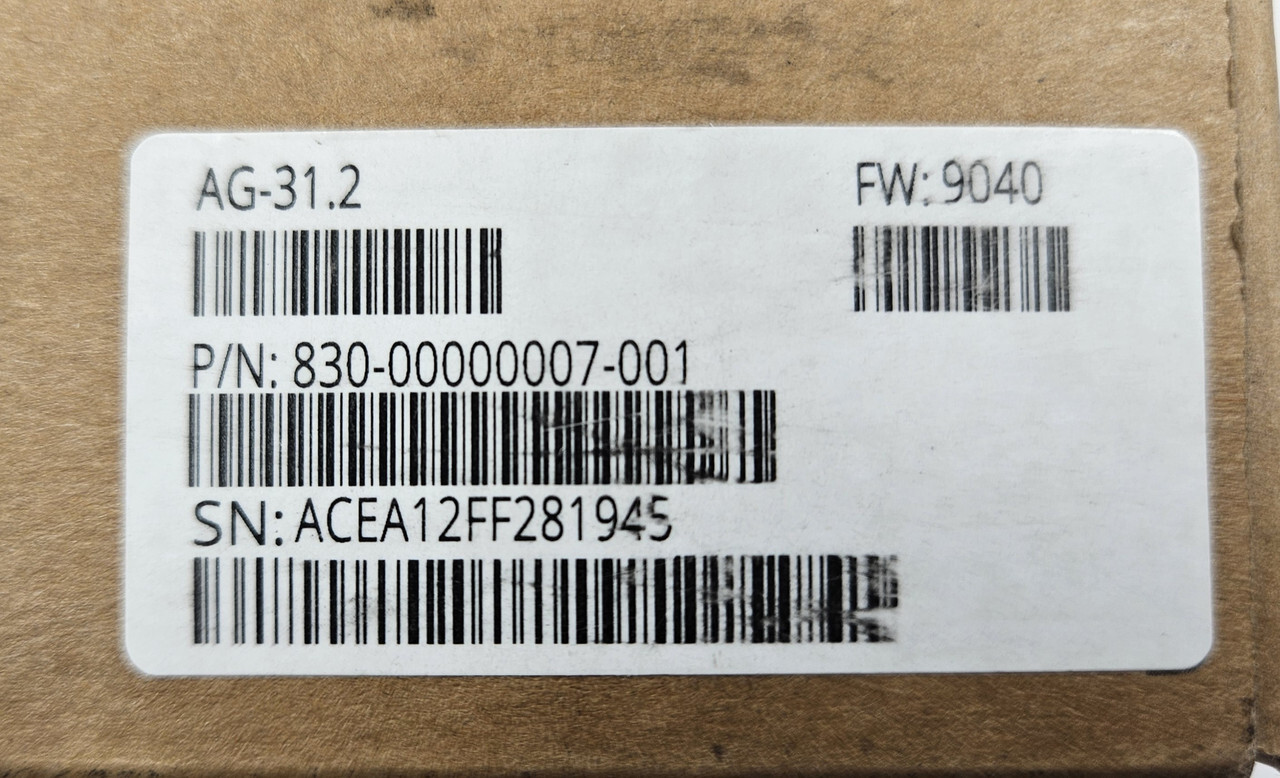 AG-31.2
FW: 9040
P/N: 830-00000007-001
SN: ACEA12FF281945